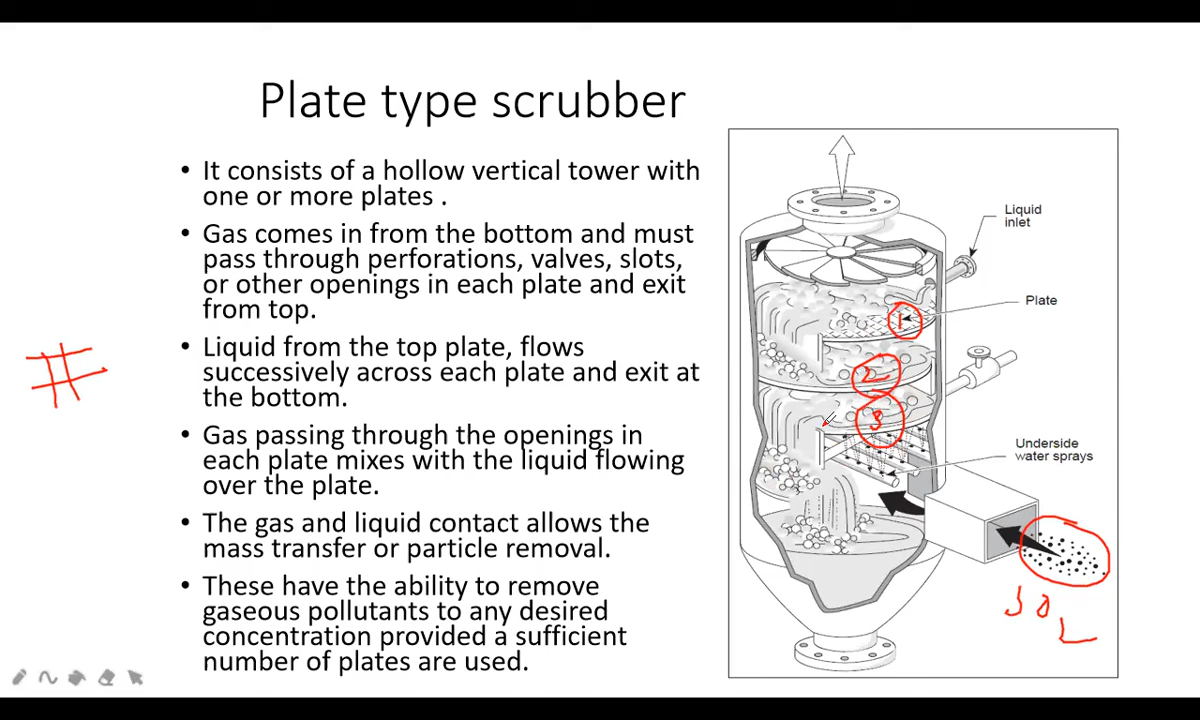 Plate type scrubber
• It consists of a hollow vertical tower with
one or more plates .
• Gas comes in from the bottom and must
pass through perforations, valves, slots,
or other openings in each plate and exit
from top.
• Liquid from the top plate, flows
successively across each plate and exit at
the bottom.
• Gas passing through the openings in
each plate mixes with the liquid flowing
over the plate.
• The gas and liquid contact allows the
mass transfer or particle removal.
• These have the ability to remove
gaseous pollutants to any desired
concentration provided a sufficient
number of plates are used.
Liquid
inlet
Plate
1
2
3
Underside
water sprays